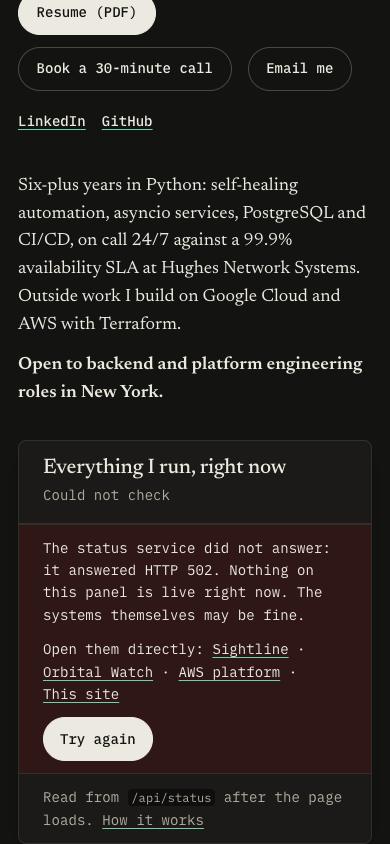 Resume (PDF)
Book a 30-minute call
Email me
LinkedIn GitHub
Six-plus years in Python: self-healing
automation, asyncio services, PostgreSQL and
CI/CD, on call 24/7 against a 99.9%
availability SLA at Hughes Network Systems.
Outside work I build on Google Cloud and
AWS with Terraform.
Open to backend and platform engineering
roles in New York.
Everything I run, right now
Could not check
The status service did not answer:
it answered HTTP 502. Nothing on
this panel is live right now. The
systems themselves may be fine.
Open them directly: Sightline ·
Orbital Watch · AWS platform ·
This site
Try again
Read from /api/status after the page
loads. How it works